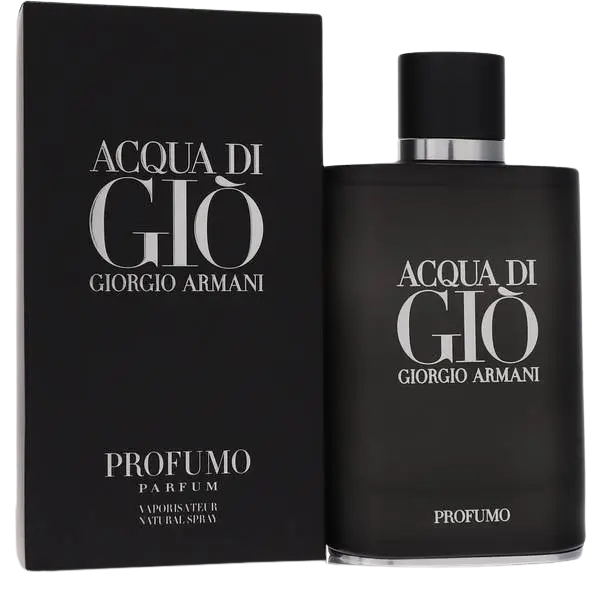 ACQUA DI
GIÒ
GIORGIO ARMANI
PROFUMO
PARFUM
VAPORISATEUR
NATURAL SPRAY
ACQUA DI
GIÒ
GIORGIO ARMANI
PROFUMO